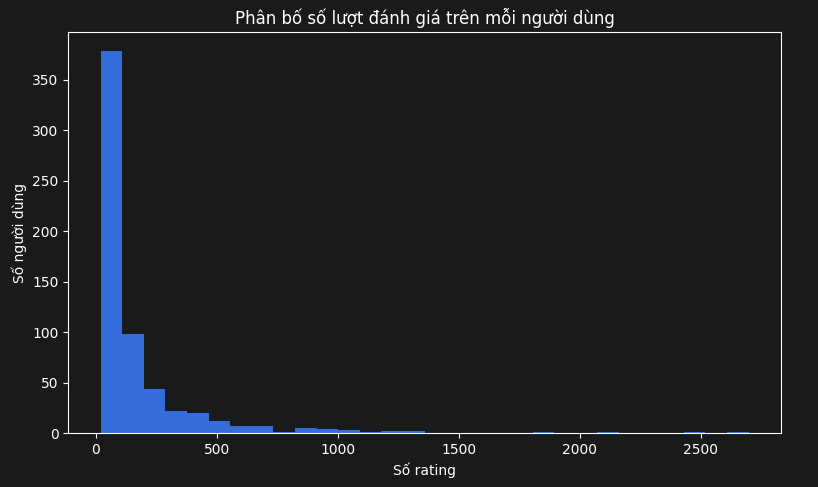 Phân bố số lượt đánh giá trên mỗi người dùng
Số người dùng
350
300
250
200
150
100
50
0
0 500 1000 1500 2000 2500
Số rating